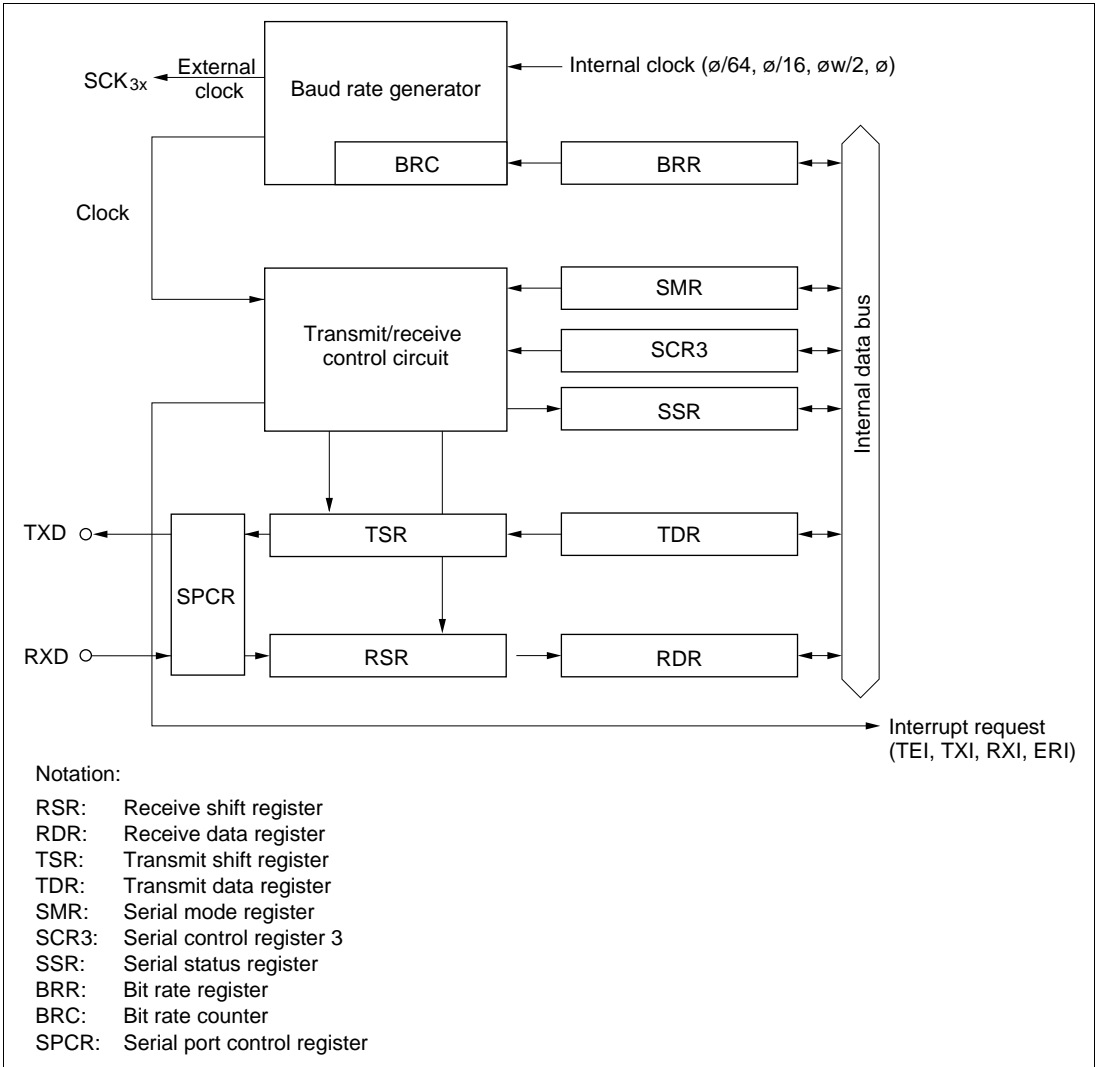 SCK3x
External
clock
Baud rate generator
Internal clock (ø/64, ø/16, øw/2, ø)
BRC
BRR
Clock
Internal data bus
Transmit/receive
control circuit
SMR
SCR3
SSR
TXD
SPCR
TSR
TDR
RXD
RSR
RDR
Interrupt request
(TEI, TXI, RXI, ERI)
Notation:
RSR: Receive shift register
RDR: Receive data register
TSR: Transmit shift register
TDR: Transmit data register
SMR: Serial mode register
SCR3: Serial control register 3
SSR: Serial status register
BRR: Bit rate register
BRC: Bit rate counter
SPCR: Serial port control register